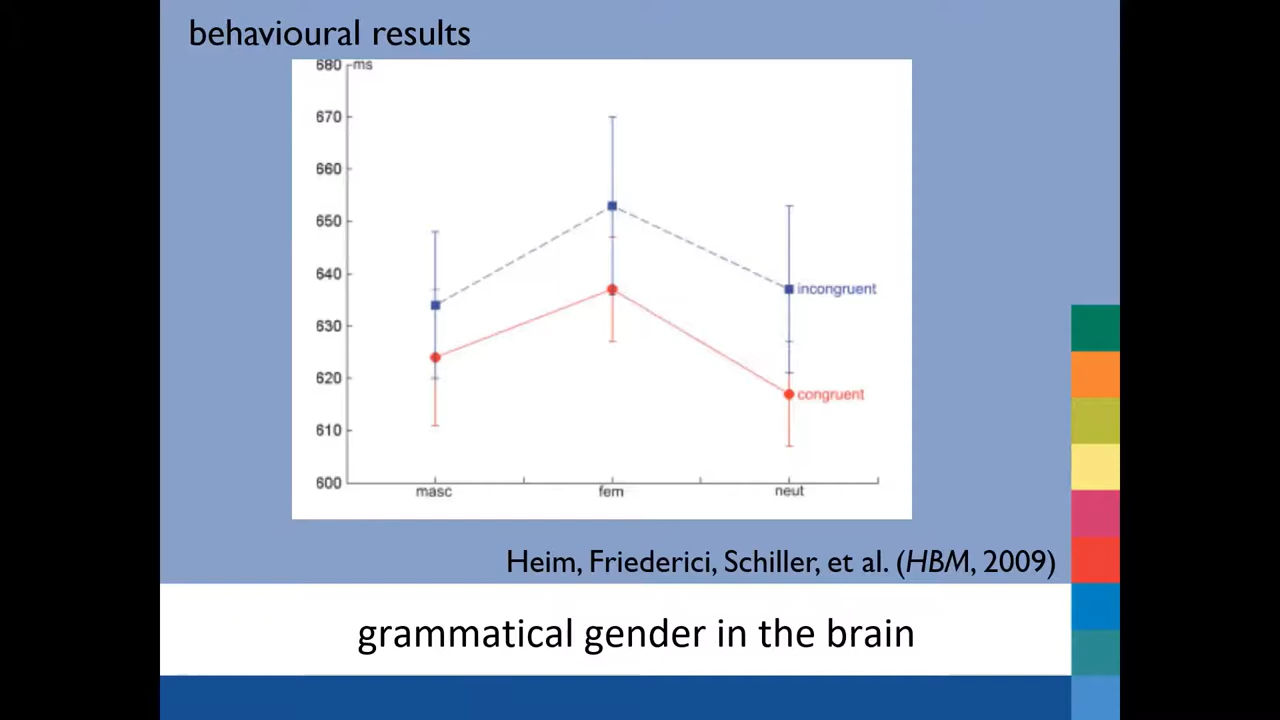 behavioural results
680 ms
670
660
650
640
630
620
610
600
incongruent
congruent
masc fem neut
Heim, Friederici, Schiller, et al. (HBM, 2009)
grammatical gender in the brain